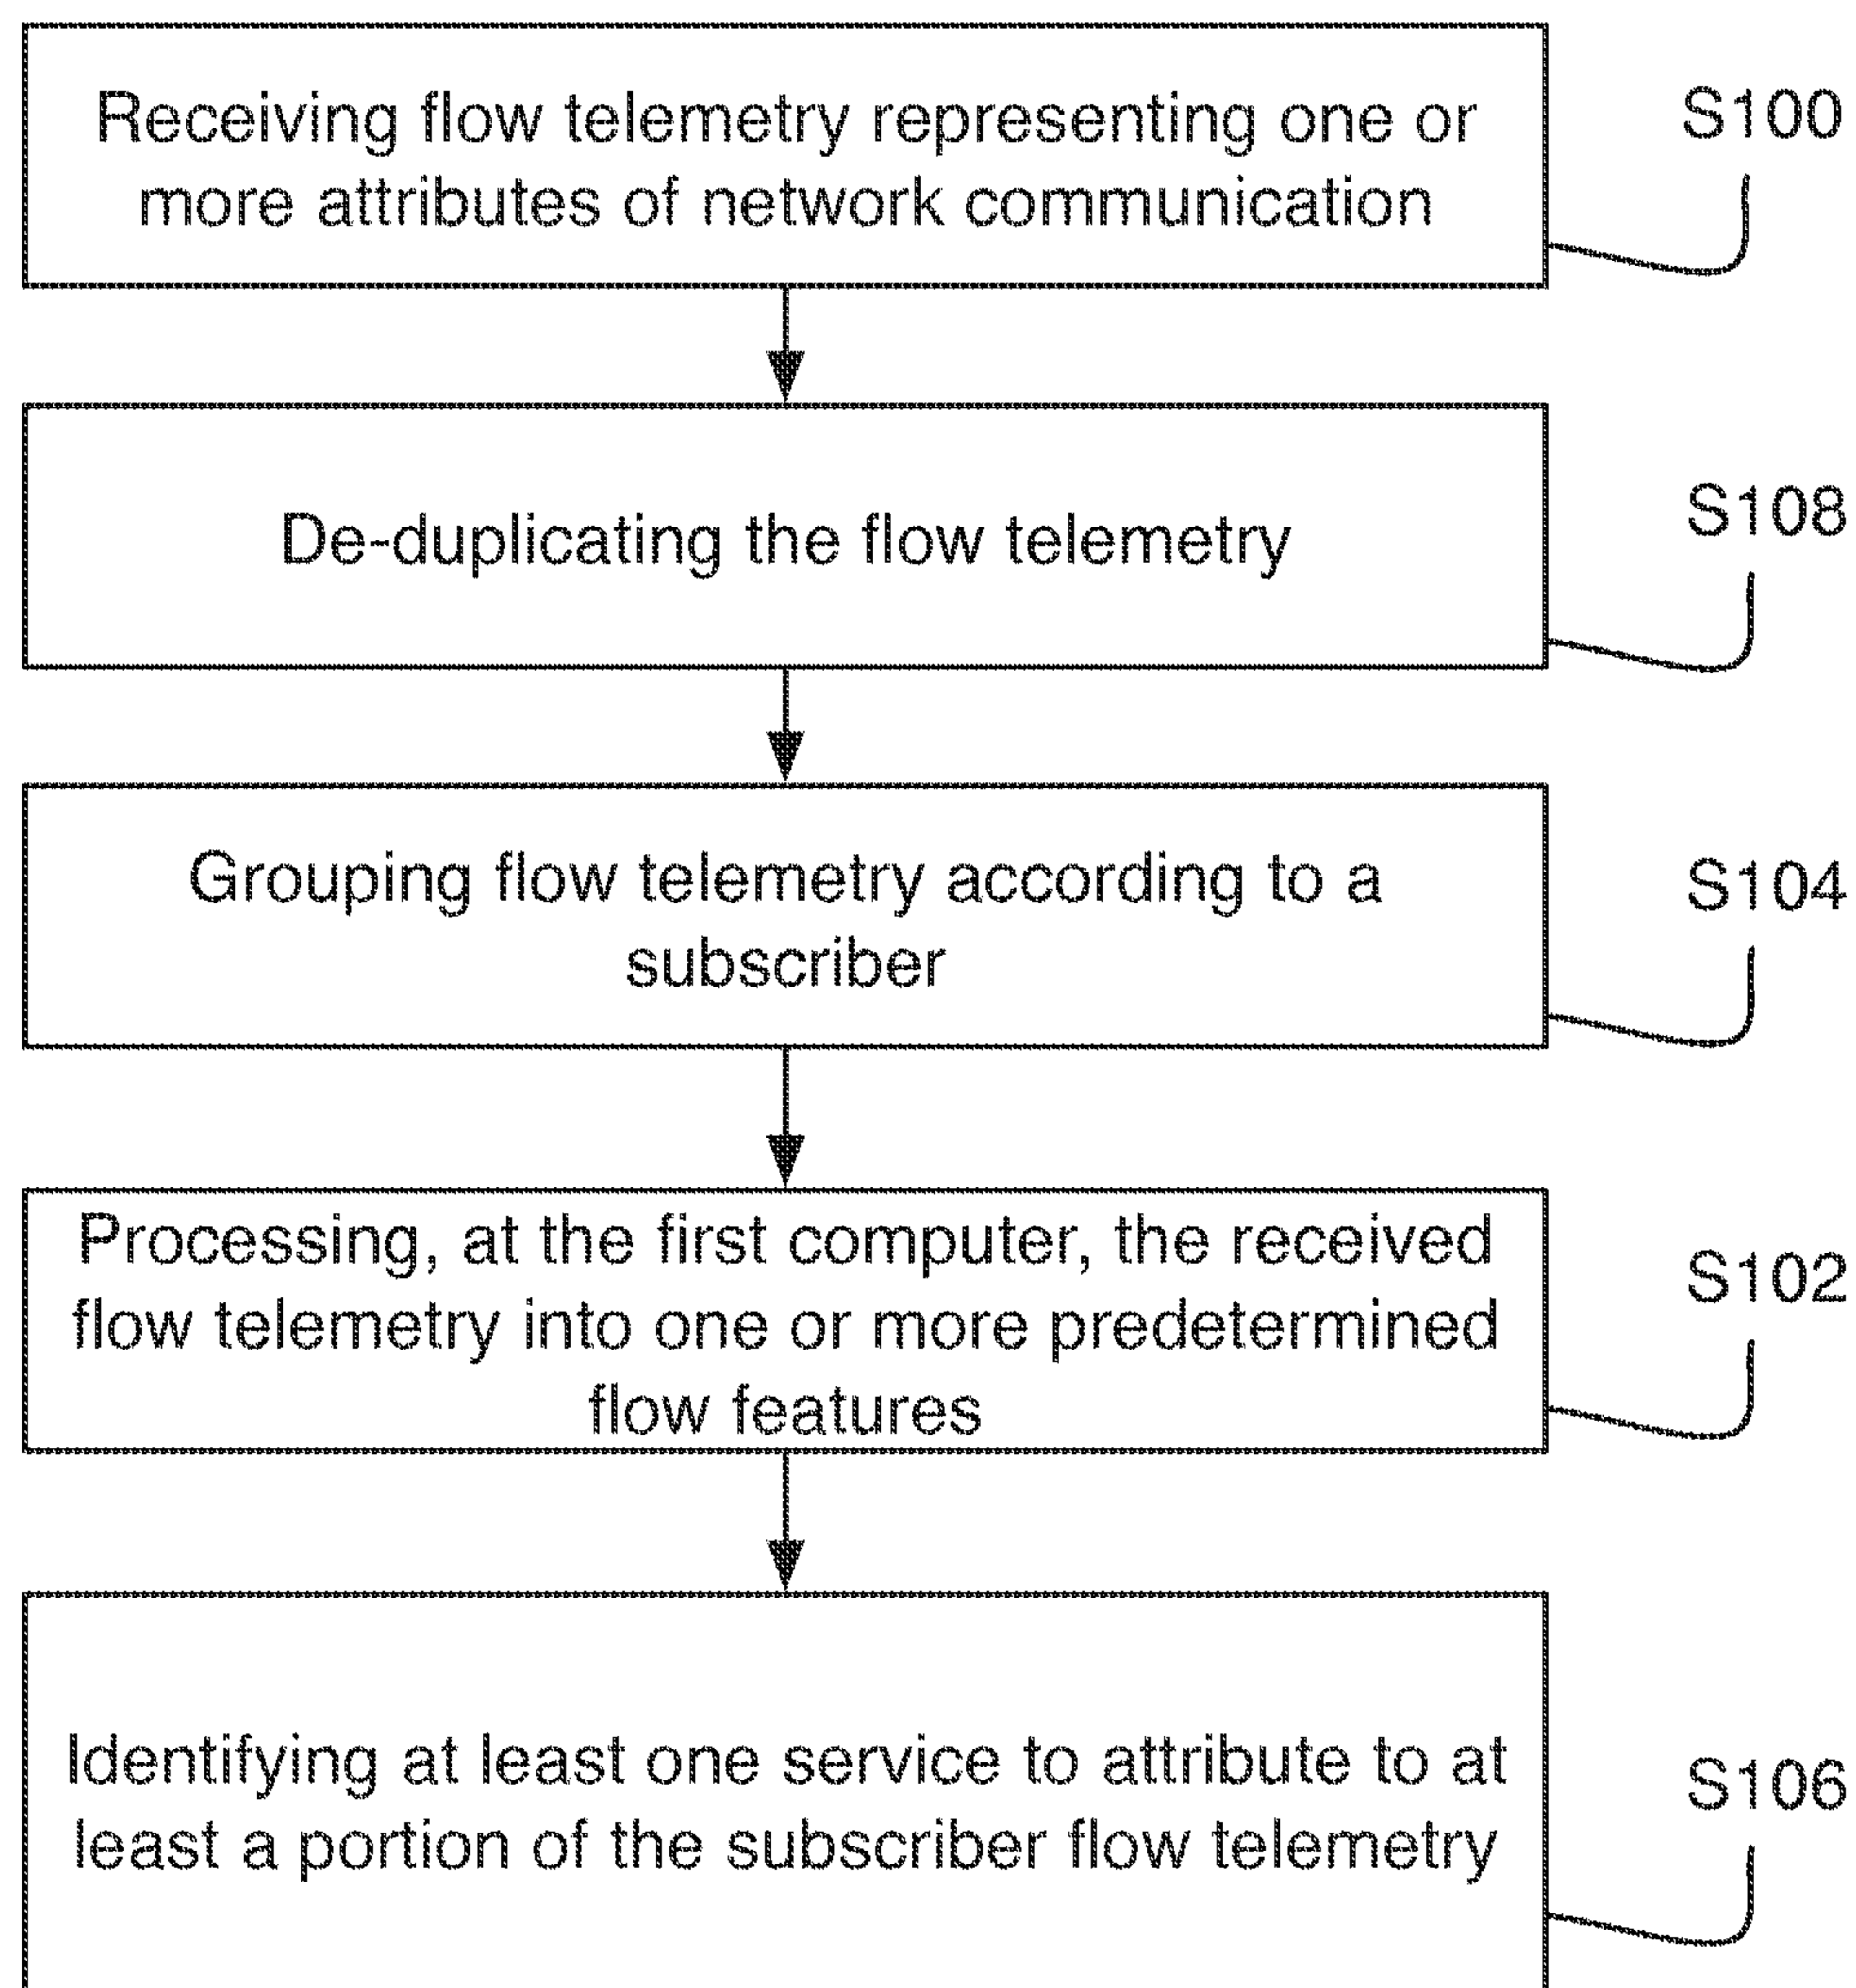 Receiving flow telemetry representing one or
more attributes of network communication
S100
De-duplicating the flow telemetry
S108
Grouping flow telemetry according to a
subscriber
S104
Processing, at the first computer, the received
flow telemetry into one or more predetermined
flow features
S102
Identifying at least one service to attribute to at
least a portion of the subscriber flow telemetry
S106